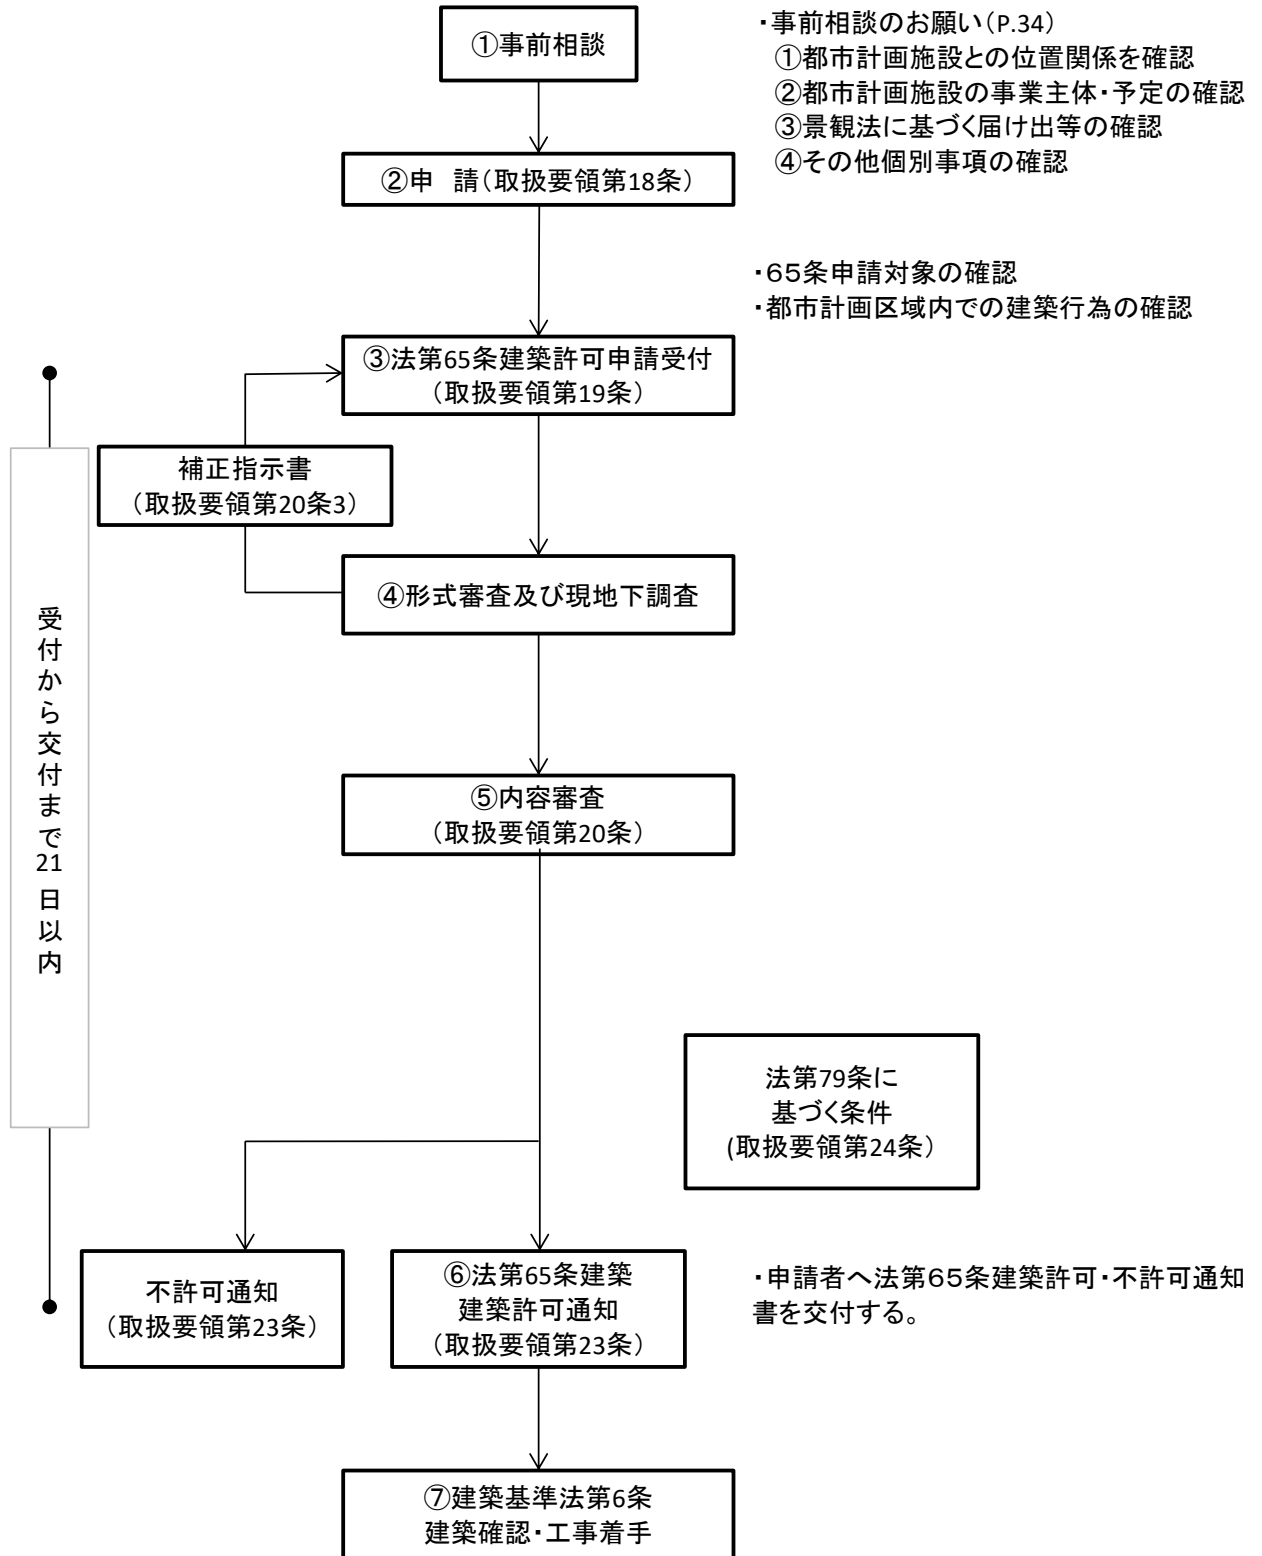 ①事前相談
・事前相談のお願い（P.34）
①都市計画施設との位置関係を確認
②都市計画施設の事業主体・予定の確認
③景観法に基づく届け出等の確認
④その他個別事項の確認
②申　請（取扱要領第18条）
・６５条申請対象の確認
・都市計画区域内での建築行為の確認
③法第65条建築許可申請受付
（取扱要領第19条）
補正指示書
（取扱要領第20条3）
④形式審査及び現地下調査
受付から交付まで21日以内
⑤内容審査
（取扱要領第20条）
法第79条に
基づく条件
(取扱要領第24条）
不許可通知
（取扱要領第23条）
⑥法第65条建築
建築許可通知
（取扱要領第23条）
・申請者へ法第６５条建築許可・不許可通知
書を交付する。
⑦建築基準法第6条
建築確認・工事着手